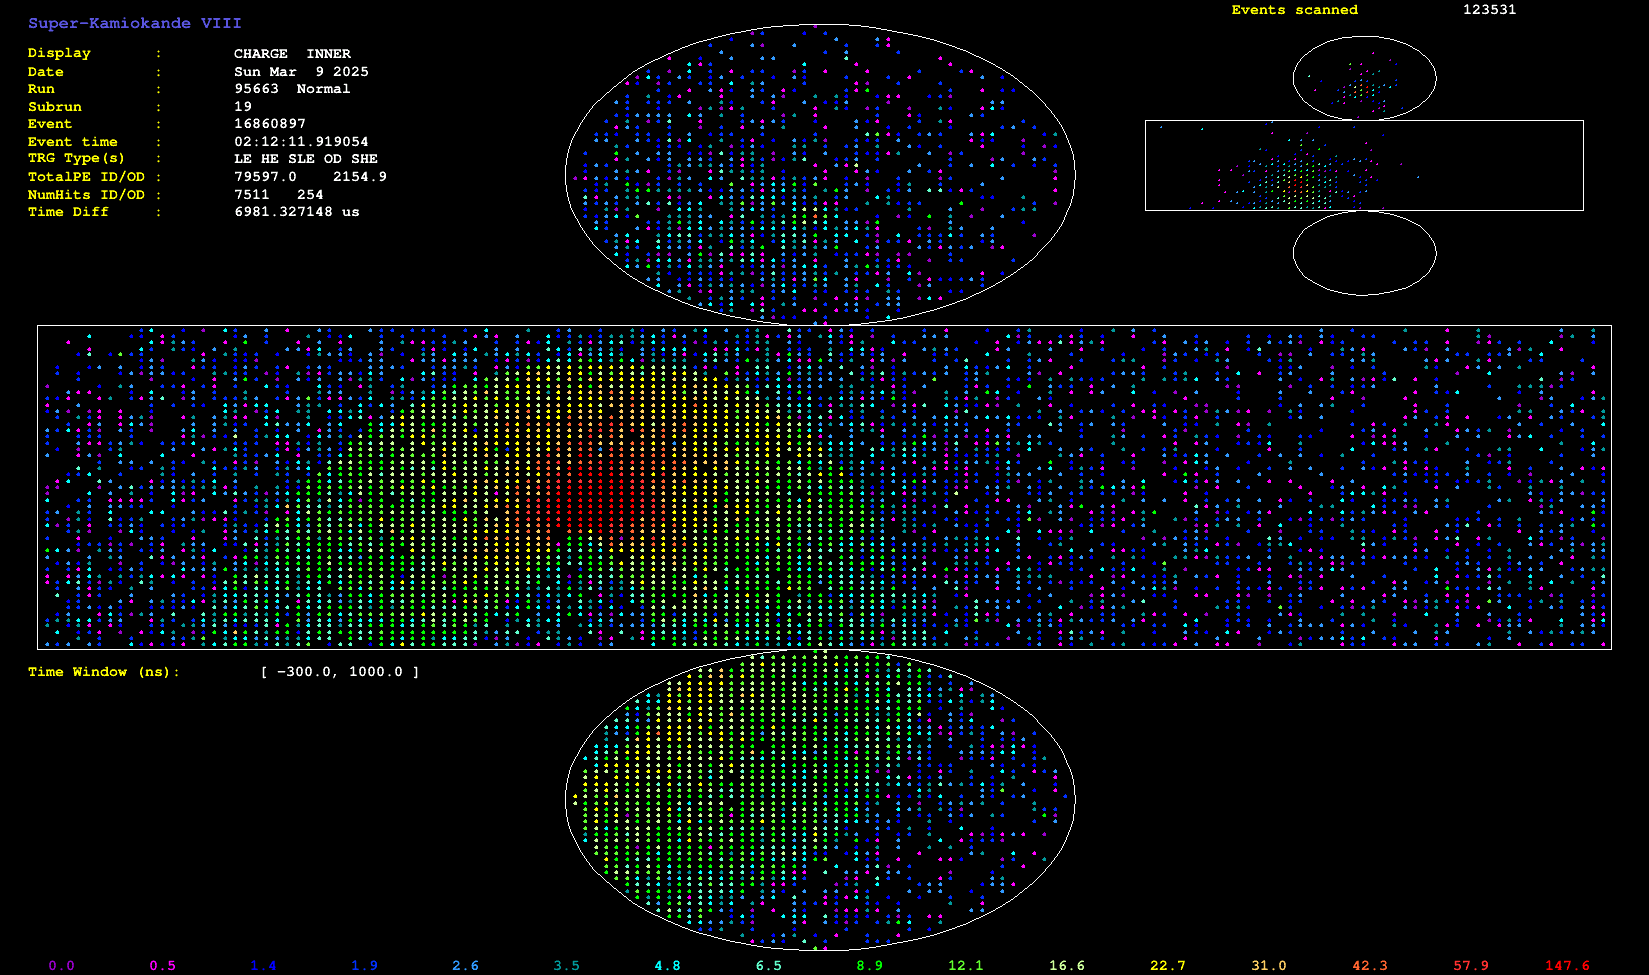 Super-Kamiokande VIII
Events scanned 123531
Display : CHARGE INNER
Date : Sun Mar 9 2025
Run : 95663 Normal
Subrun : 19
Event : 16860897
Event time : 02:12:11.919054
TRG Type(s) : LE HE SLE OD SHE
TotalPE ID/OD : 79597.0 2154.9
NumHits ID/OD : 7511 254
Time Diff : 6981.327148 us
Time Window (ns): [ -300.0, 1000.0 ]
0.0 0.5 1.4 1.9 2.6 3.5 4.8 6.5 8.9 12.1 16.6 22.7 31.0 42.3 57.9 147.6